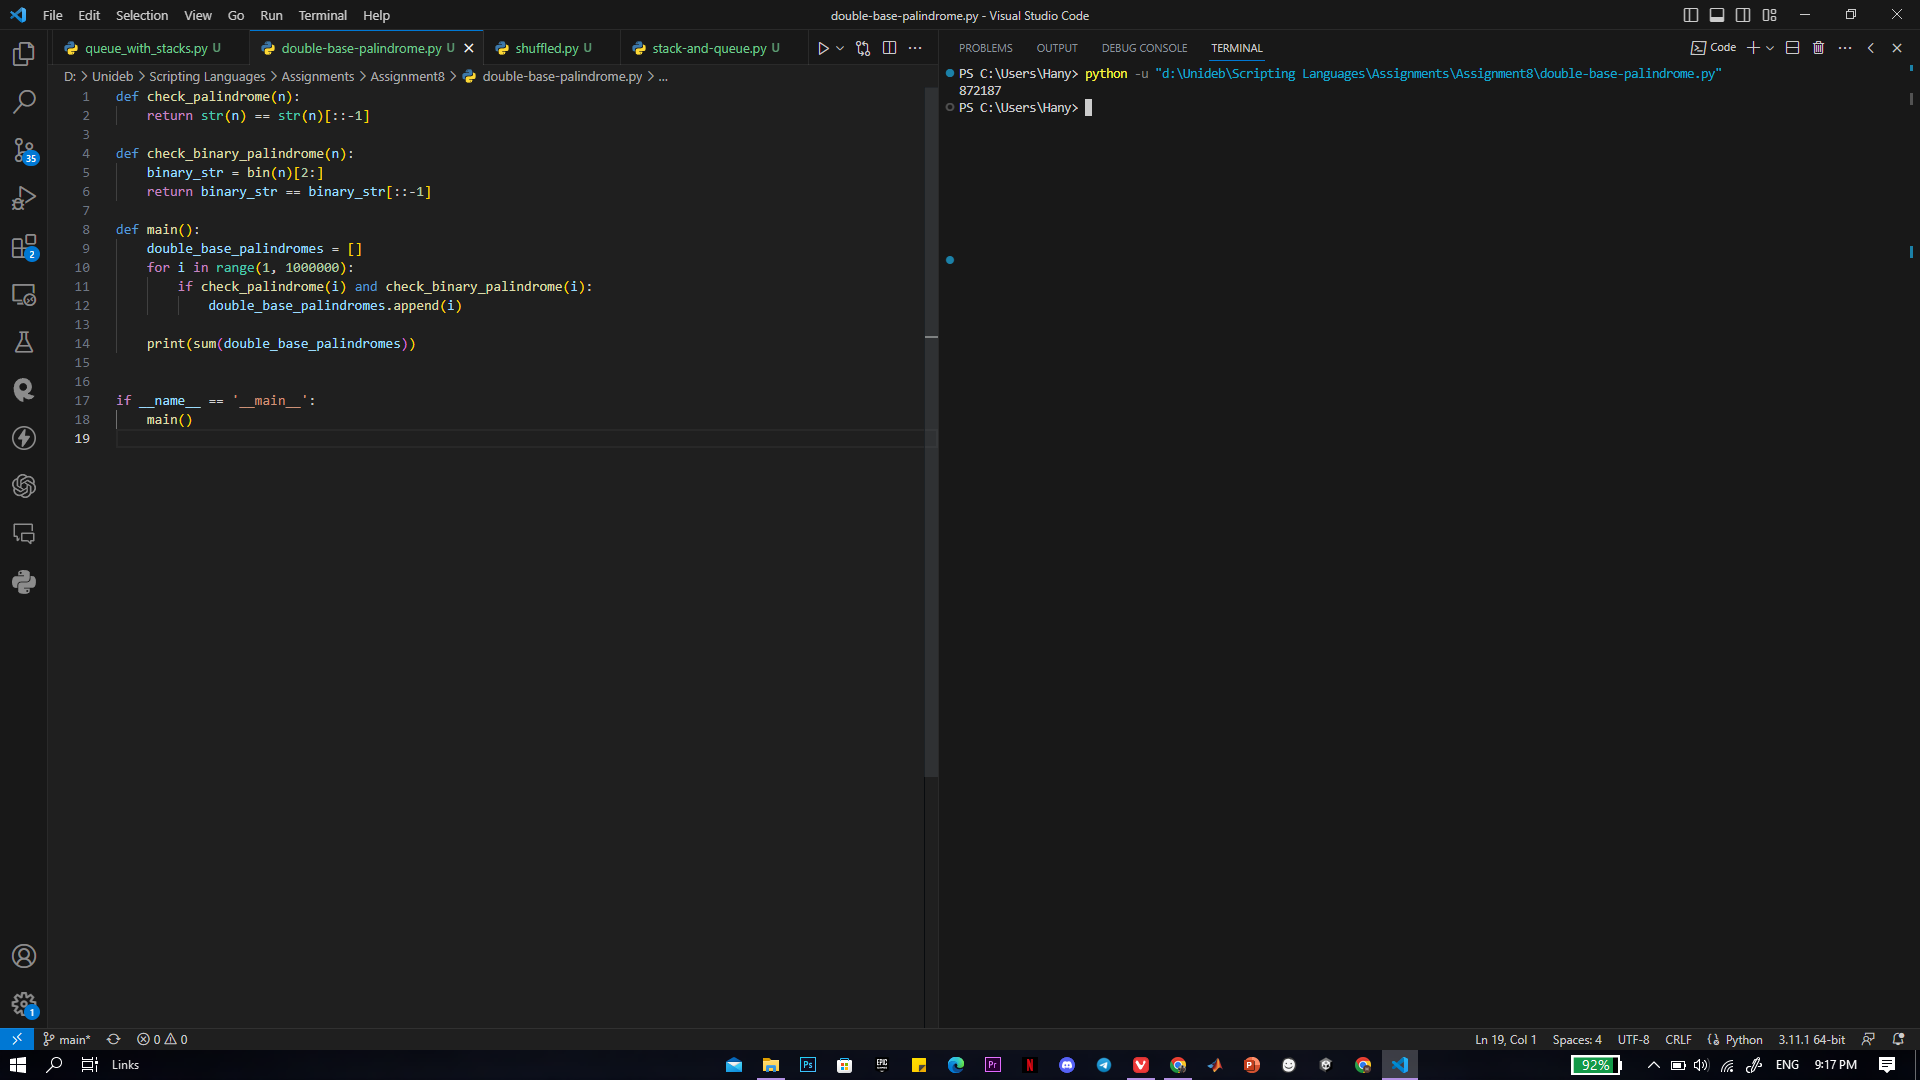 File Edit Selection View Go Run Terminal Help
double-base-palindrome.py - Visual Studio Code
queue_with_stacks.py U
double-base-palindrome.py U
shuffled.py U
stack-and-queue.py U
D: > Unideb > Scripting Languages > Assignments > Assignment8 > double-base-palindrome.py > ...
1 def check_palindrome(n):
2     return str(n) == str(n)[::-1]
3
4 def check_binary_palindrome(n):
5     binary_str = bin(n)[2:]
6     return binary_str == binary_str[::-1]
7
8 def main():
9     double_base_palindromes = []
10     for i in range(1, 1000000):
11         if check_palindrome(i) and check_binary_palindrome(i):
12             double_base_palindromes.append(i)
13
14     print(sum(double_base_palindromes))
15
16
17 if __name__ == '__main__':
18     main()
19
PROBLEMS OUTPUT DEBUG CONSOLE TERMINAL
Code
PS C:\Users\Hany> python -u "d:\Unideb\Scripting Languages\Assignments\Assignment8\double-base-palindrome.py"
872187
PS C:\Users\Hany>
35
2
1
main*
0 0
Ln 19, Col 1
Spaces: 4
UTF-8
CRLF
Python
3.11.1 64-bit
Links
EPIC
Ps
Pr
92%
ENG
9:17 PM